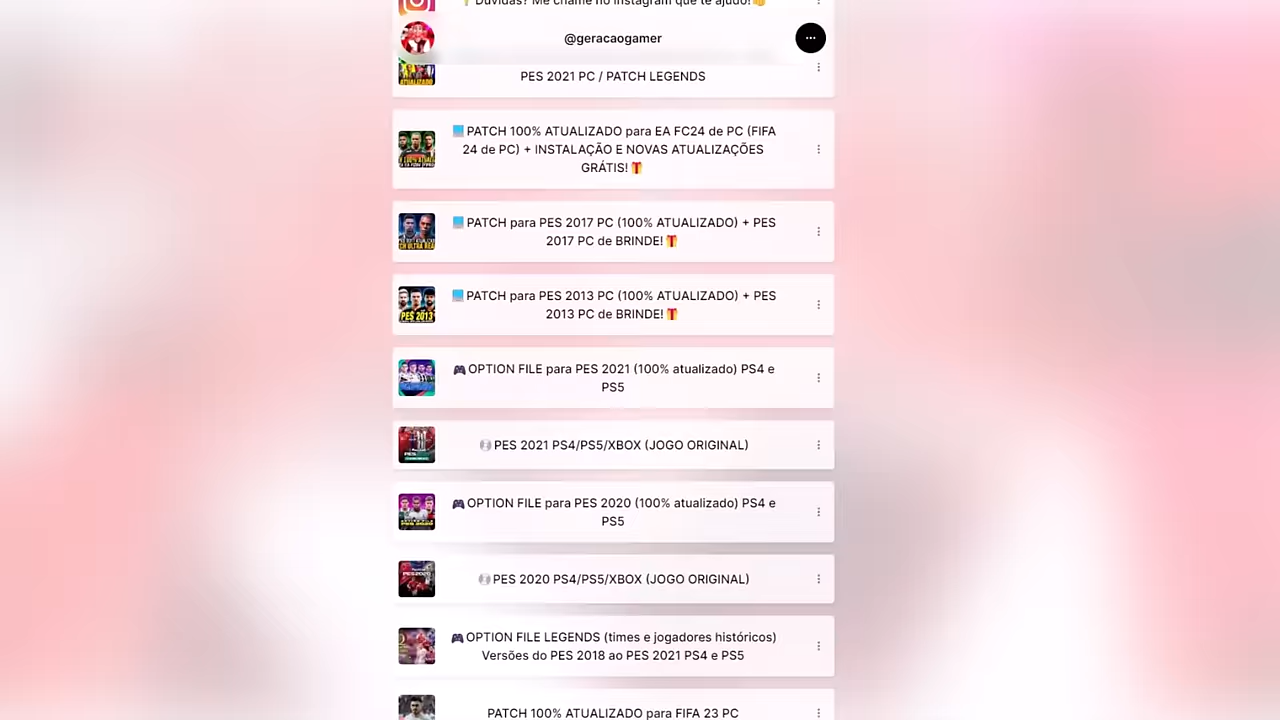 Dúvidas? Me chame no Instagram que te ajudo!
@geracaogamer
PES 2021 PC / PATCH LEGENDS
PATCH 100% ATUALIZADO para EA FC24 de PC (FIFA
24 de PC) + INSTALAÇÃO E NOVAS ATUALIZAÇÕES
GRÁTIS!🎁
PATCH para PES 2017 PC (100% ATUALIZADO) + PES
2017 PC de BRINDE!🎁
PATCH para PES 2013 PC (100% ATUALIZADO) + PES
2013 PC de BRINDE!🎁
PES 2013
🎮OPTION FILE para PES 2021 (100% atualizado) PS4 e
PS5
PES 2021 PS4/PS5/XBOX (JOGO ORIGINAL)
🎮OPTION FILE para PES 2020 (100% atualizado) PS4 e
PS5
PES 2020 PS4/PS5/XBOX (JOGO ORIGINAL)
🎮OPTION FILE LEGENDS (times e jogadores históricos)
Versões do PES 2018 ao PES 2021 PS4 e PS5
PATCH 100% ATUALIZADO para FIFA 23 PC